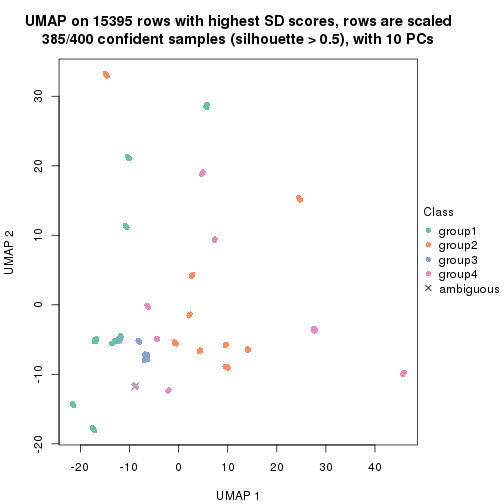 UMAP on 15395 rows with highest SD scores, rows are scaled
385/400 confident samples (silhouette > 0.5), with 10 PCs
30
20
10
0
-10
-20
UMAP 2
-20
-10
0
10
20
30
40
UMAP 1
Class
group1
group2
group3
group4
ambiguous